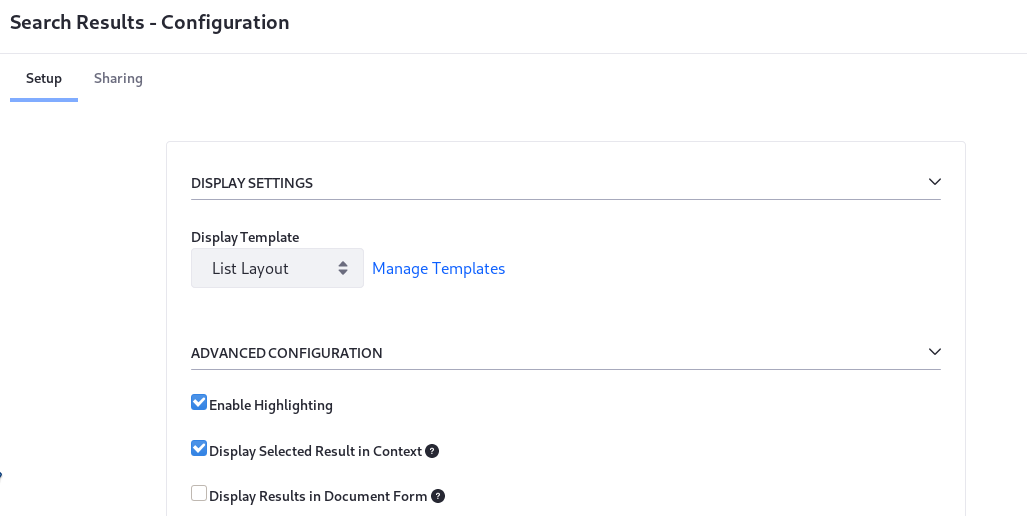 Search Results - Configuration
Setup
Sharing
DISPLAY SETTINGS
Display Template
List Layout
Manage Templates
ADVANCED CONFIGURATION
Enable Highlighting
Display Selected Result in Context ?
Display Results in Document Form ?